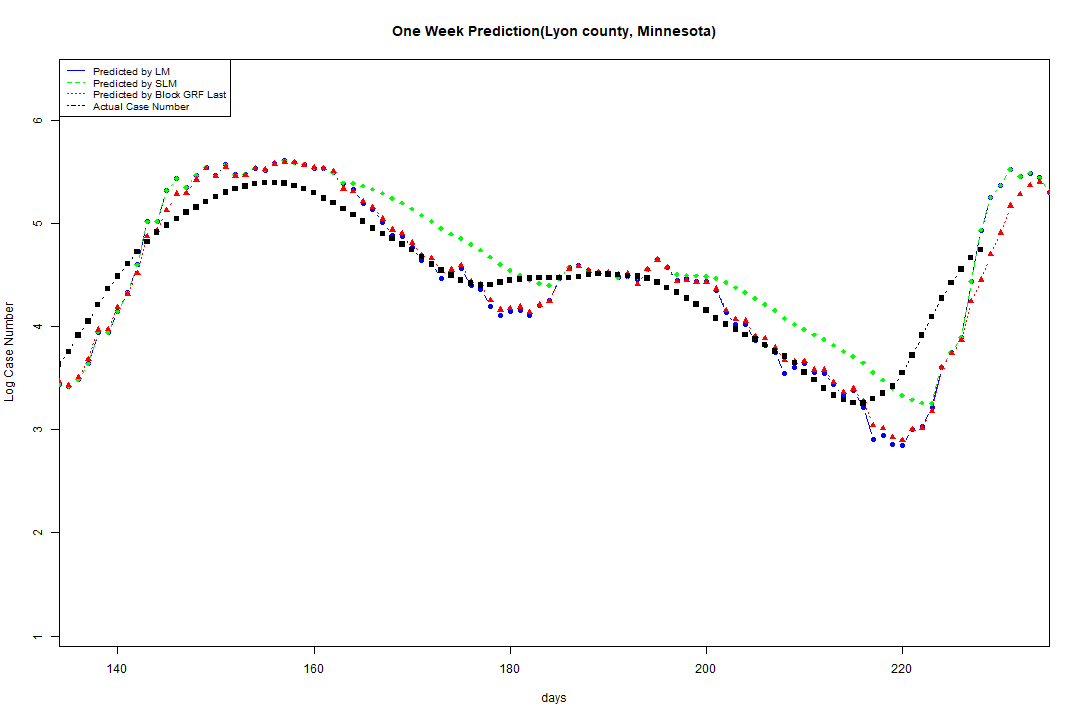 One Week Prediction(Lyon county, Minnesota)
Predicted by LM
Predicted by SLM
Predicted by Block GRF Last
Actual Case Number
Log Case Number
6
5
4
3
2
1
140 160 180 200 220
days